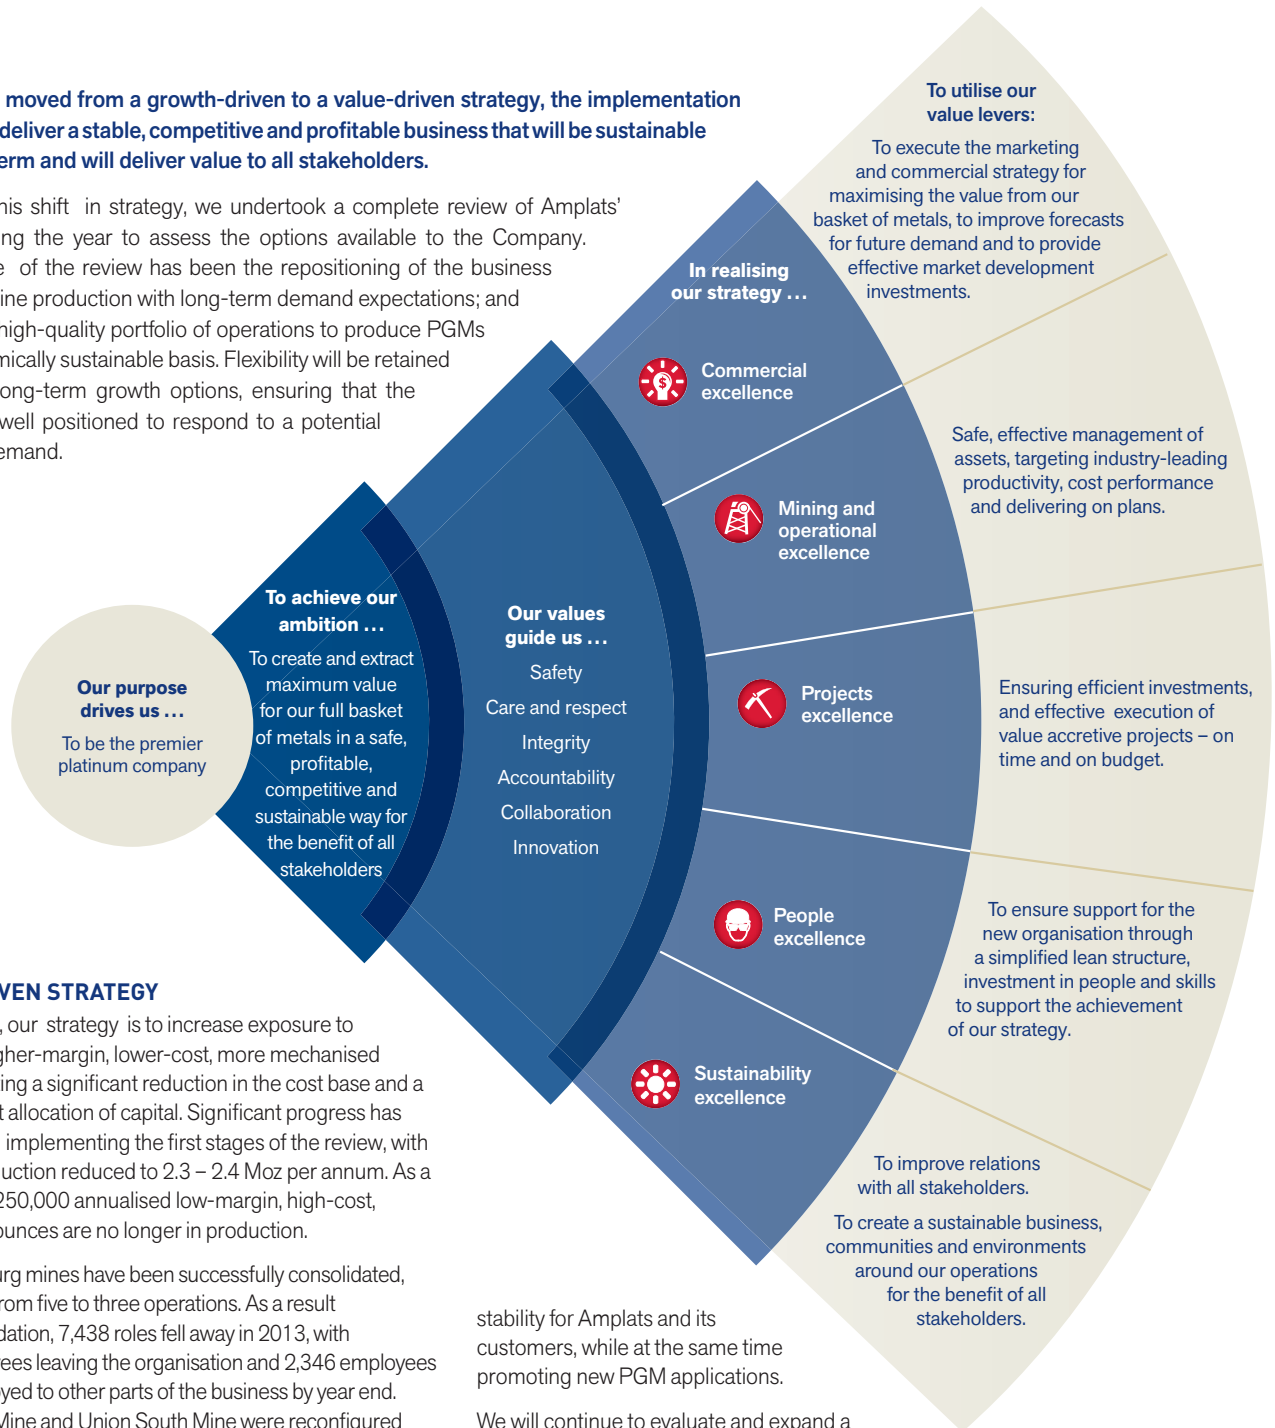 moved from a growth-driven to a value-driven strategy, the implementation
deliver a stable, competitive and profitable business that will be sustainable
erm and will deliver value to all stakeholders.
his shift in strategy, we undertook a complete review of Amplats'
ng the year to assess the options available to the Company.
e of the review has been the repositioning of the business
ine production with long-term demand expectations; and
high-quality portfolio of operations to produce PGMs
mically sustainable basis. Flexibility will be retained
ong-term growth options, ensuring that the
well positioned to respond to a potential
emand.
Our purpose
drives us ...
To be the premier
platinum company
To achieve our
ambition ...
To create and extract
maximum value
for our full basket
of metals in a safe,
profitable,
competitive and
sustainable way for
the benefit of all
stakeholders
Our values
guide us ...
Safety
Care and respect
Integrity
Accountability
Collaboration
Innovation
In realising
our strategy ...
Commercial
excellence
Mining and
operational
excellence
Projects
excellence
People
excellence
Sustainability
excellence
To utilise our
value levers:
To execute the marketing
and commercial strategy for
maximising the value from our
basket of metals, to improve forecasts
for future demand and to provide
effective market development
investments.
Safe, effective management of
assets, targeting industry-leading
productivity, cost performance
and delivering on plans.
Ensuring efficient investments,
and effective execution of
value accretive projects – on
time and on budget.
To ensure support for the
new organisation through
a simplified lean structure,
investment in people and skills
to support the achievement
of our strategy.
To improve relations
with all stakeholders.
To create a sustainable business,
communities and environments
around our operations
for the benefit of all
stakeholders.
VEN STRATEGY
, our strategy is to increase exposure to
gher-margin, lower-cost, more mechanised
ing a significant reduction in the cost base and a
t allocation of capital. Significant progress has
implementing the first stages of the review, with
uction reduced to 2.3 – 2.4 Moz per annum. As a
250,000 annualised low-margin, high-cost,
ounces are no longer in production.
urg mines have been successfully consolidated,
rom five to three operations. As a result
dation, 7,438 roles fell away in 2013, with
ees leaving the organisation and 2,346 employees
yed to other parts of the business by year end.
Mine and Union South Mine were reconfigured
stability for Amplats and its
customers, while at the same time
promoting new PGM applications.
We will continue to evaluate and expand a